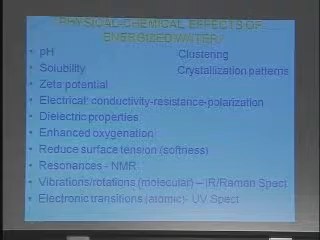 PHYSICAL-CHEMICAL EFFECTS OF
ENERGIZED WATER
• pH Clustering
• Solubility Crystallization patterns
• Zeta potential
• Electrical: conductivity-resistance-polarization
• Dielectric properties
• Enhanced oxygenation
• Reduce surface tension (softness)
• Resonances - NMR
• Vibrations/rotations (molecular) – IR/Raman Spect
• Electronic transitions (atomic)- UV Spect